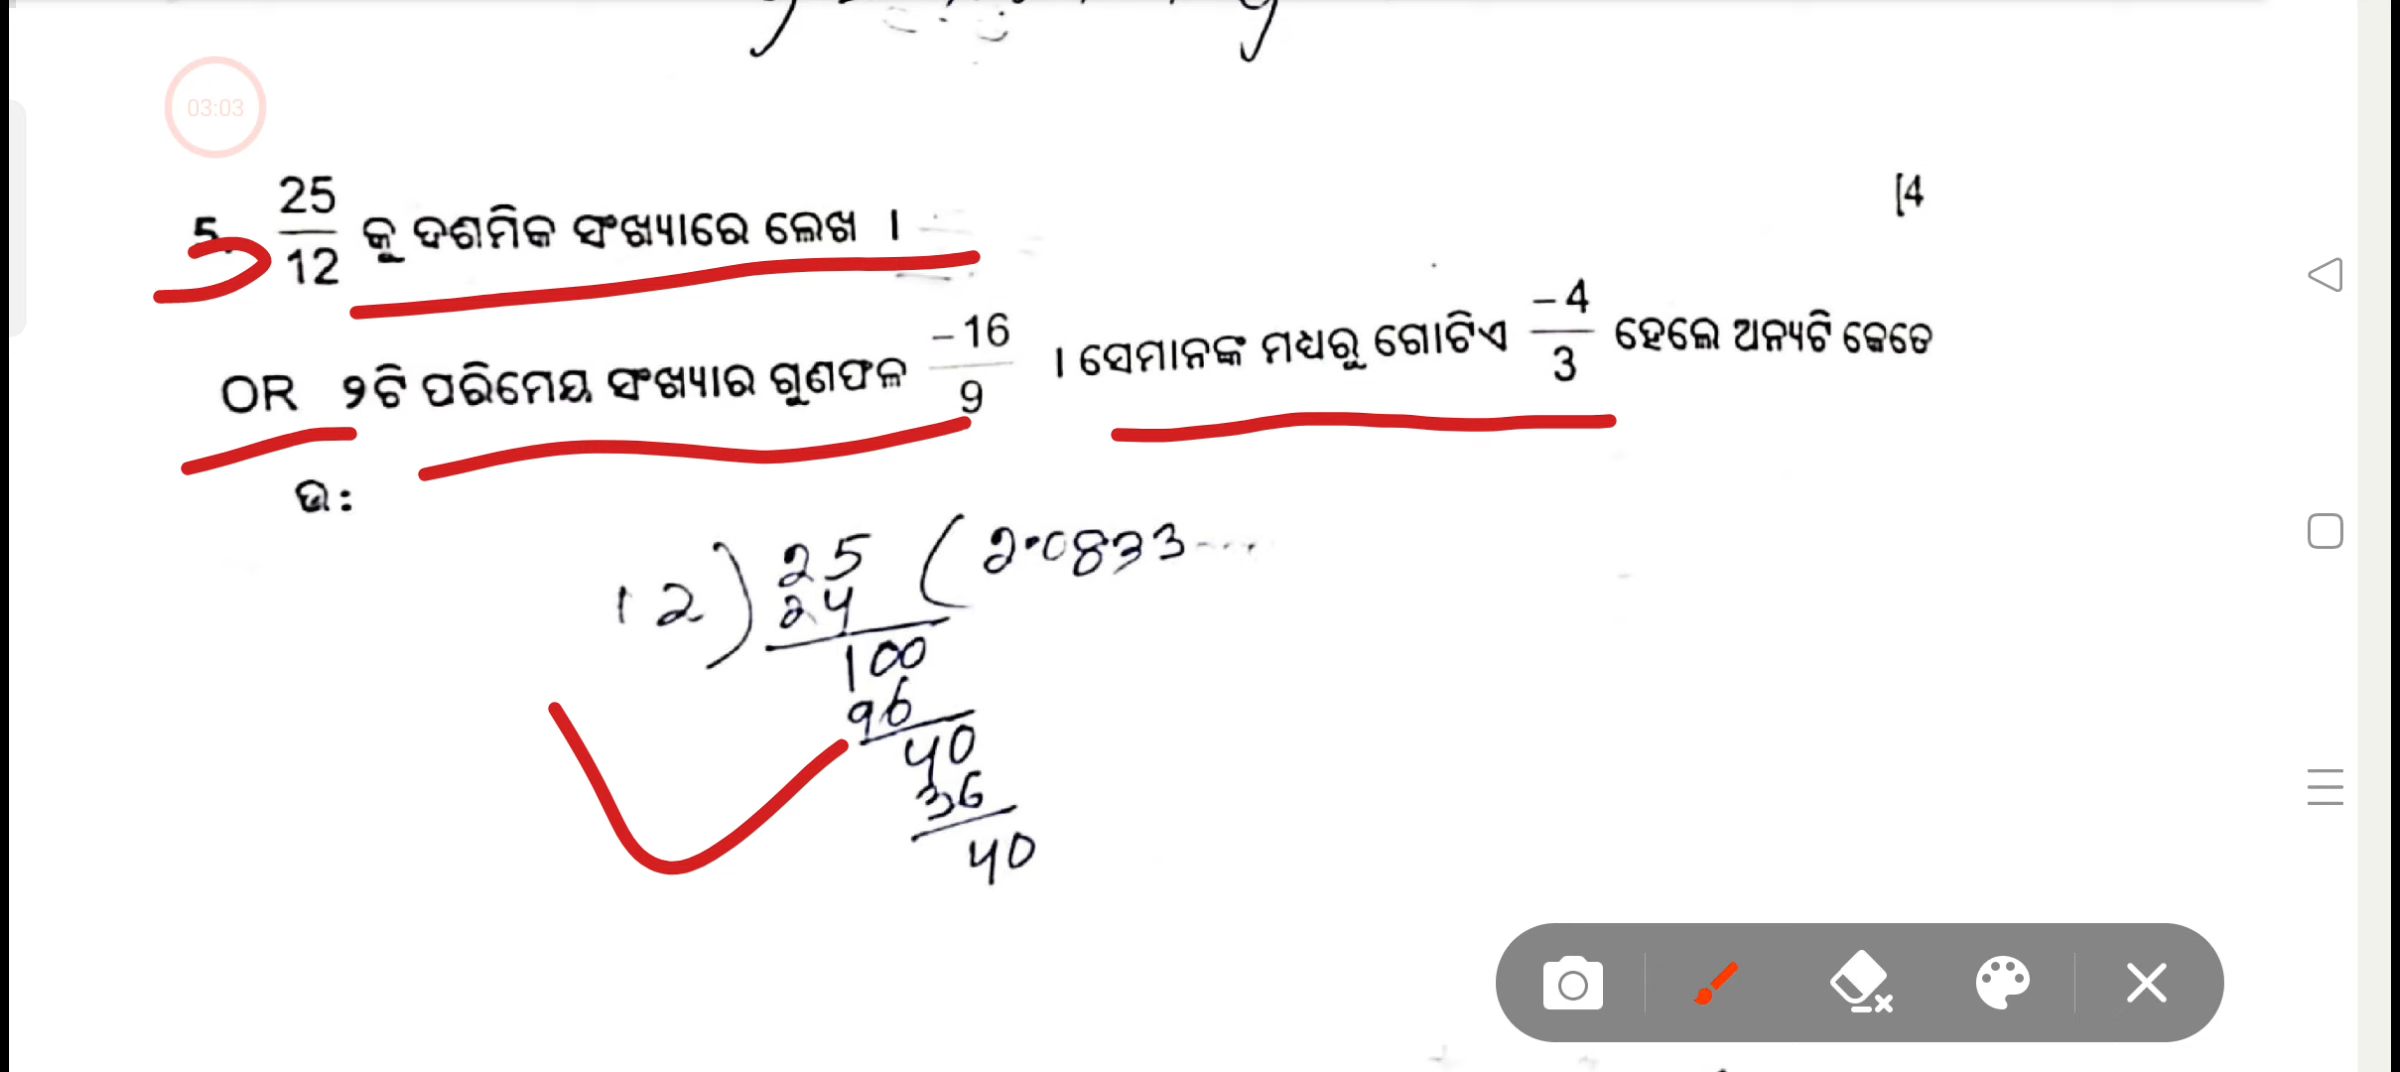 03:03
5. 25/12 କୁ ଦଶମିକ ସଂଖ୍ୟାରେ ଲେଖ । [4
OR ୨ଟି ପରିମେୟ ସଂଖ୍ୟାର ଗୁଣଫଳ -16/9 । ସେମାନଙ୍କ ମଧ୍ୟରୁ ଗୋଟିଏ -4/3 ହେଲେ ଅନ୍ୟଟି କେତେ
ଉଃ
12) 25 (2.0833...
24
100
96
40
36
40